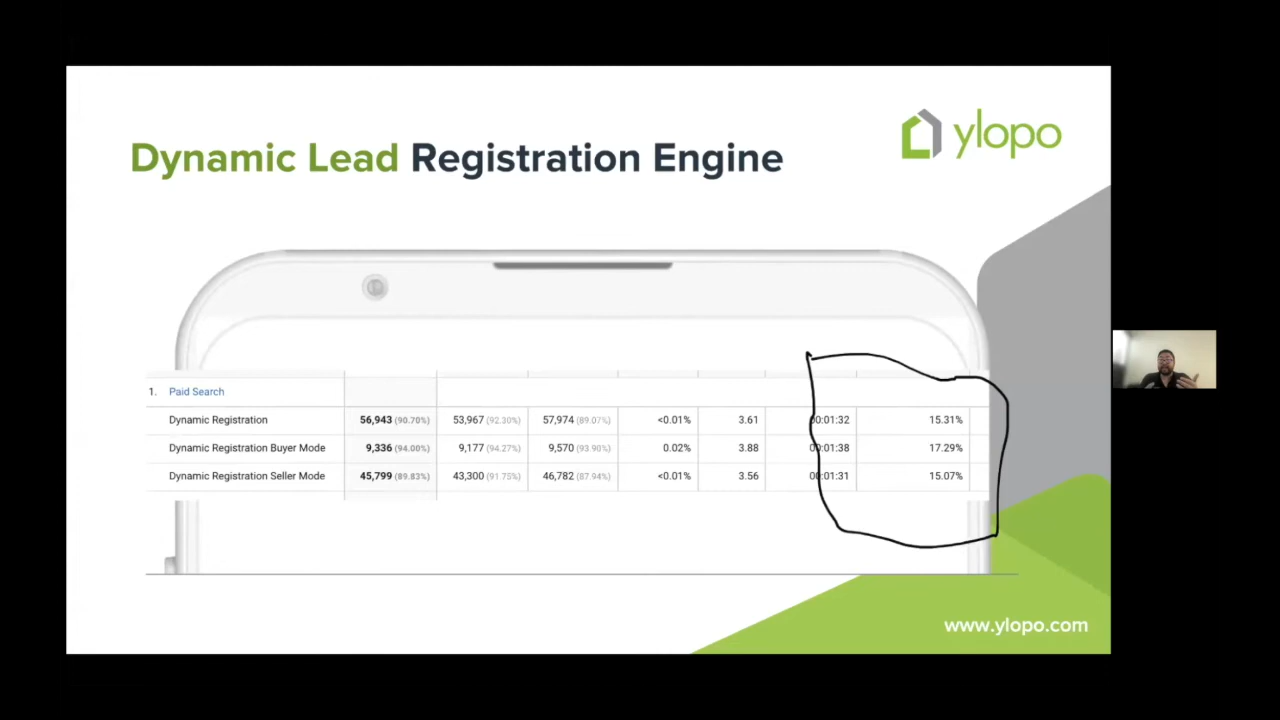 ylopo
Dynamic Lead Registration Engine
1. Paid Search
Dynamic Registration 56,943 (90.70%) 53,967 (92.30%) 57,974 (89.07%) <0.01% 3.61 00:01:32 15.31%
Dynamic Registration Buyer Mode 9,336 (94.00%) 9,177 (94.27%) 9,570 (93.90%) 0.02% 3.88 00:01:38 17.29%
Dynamic Registration Seller Mode 45,799 (89.83%) 43,300 (91.75%) 46,782 (87.94%) <0.01% 3.56 00:01:31 15.07%
www.ylopo.com